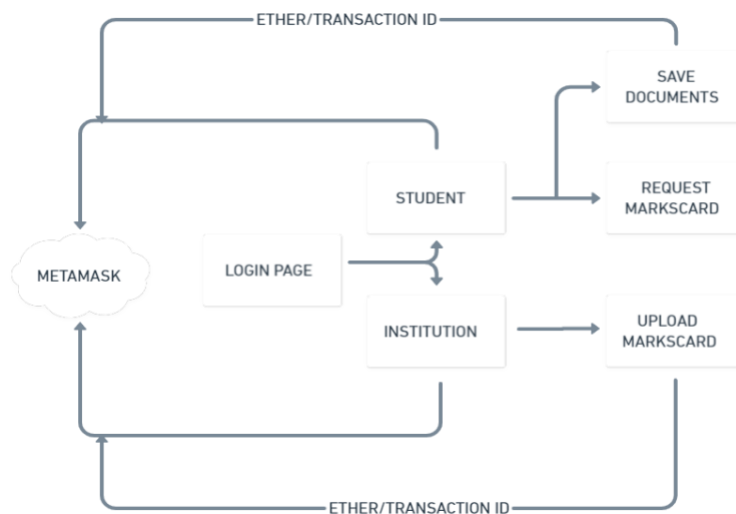 ETHER/TRANSACTION ID
SAVE
DOCUMENTS
STUDENT
REQUEST
MARKSCARD
METAMASK
LOGIN PAGE
INSTITUTION
UPLOAD
MARKSCARD
ETHER/TRANSACTION ID